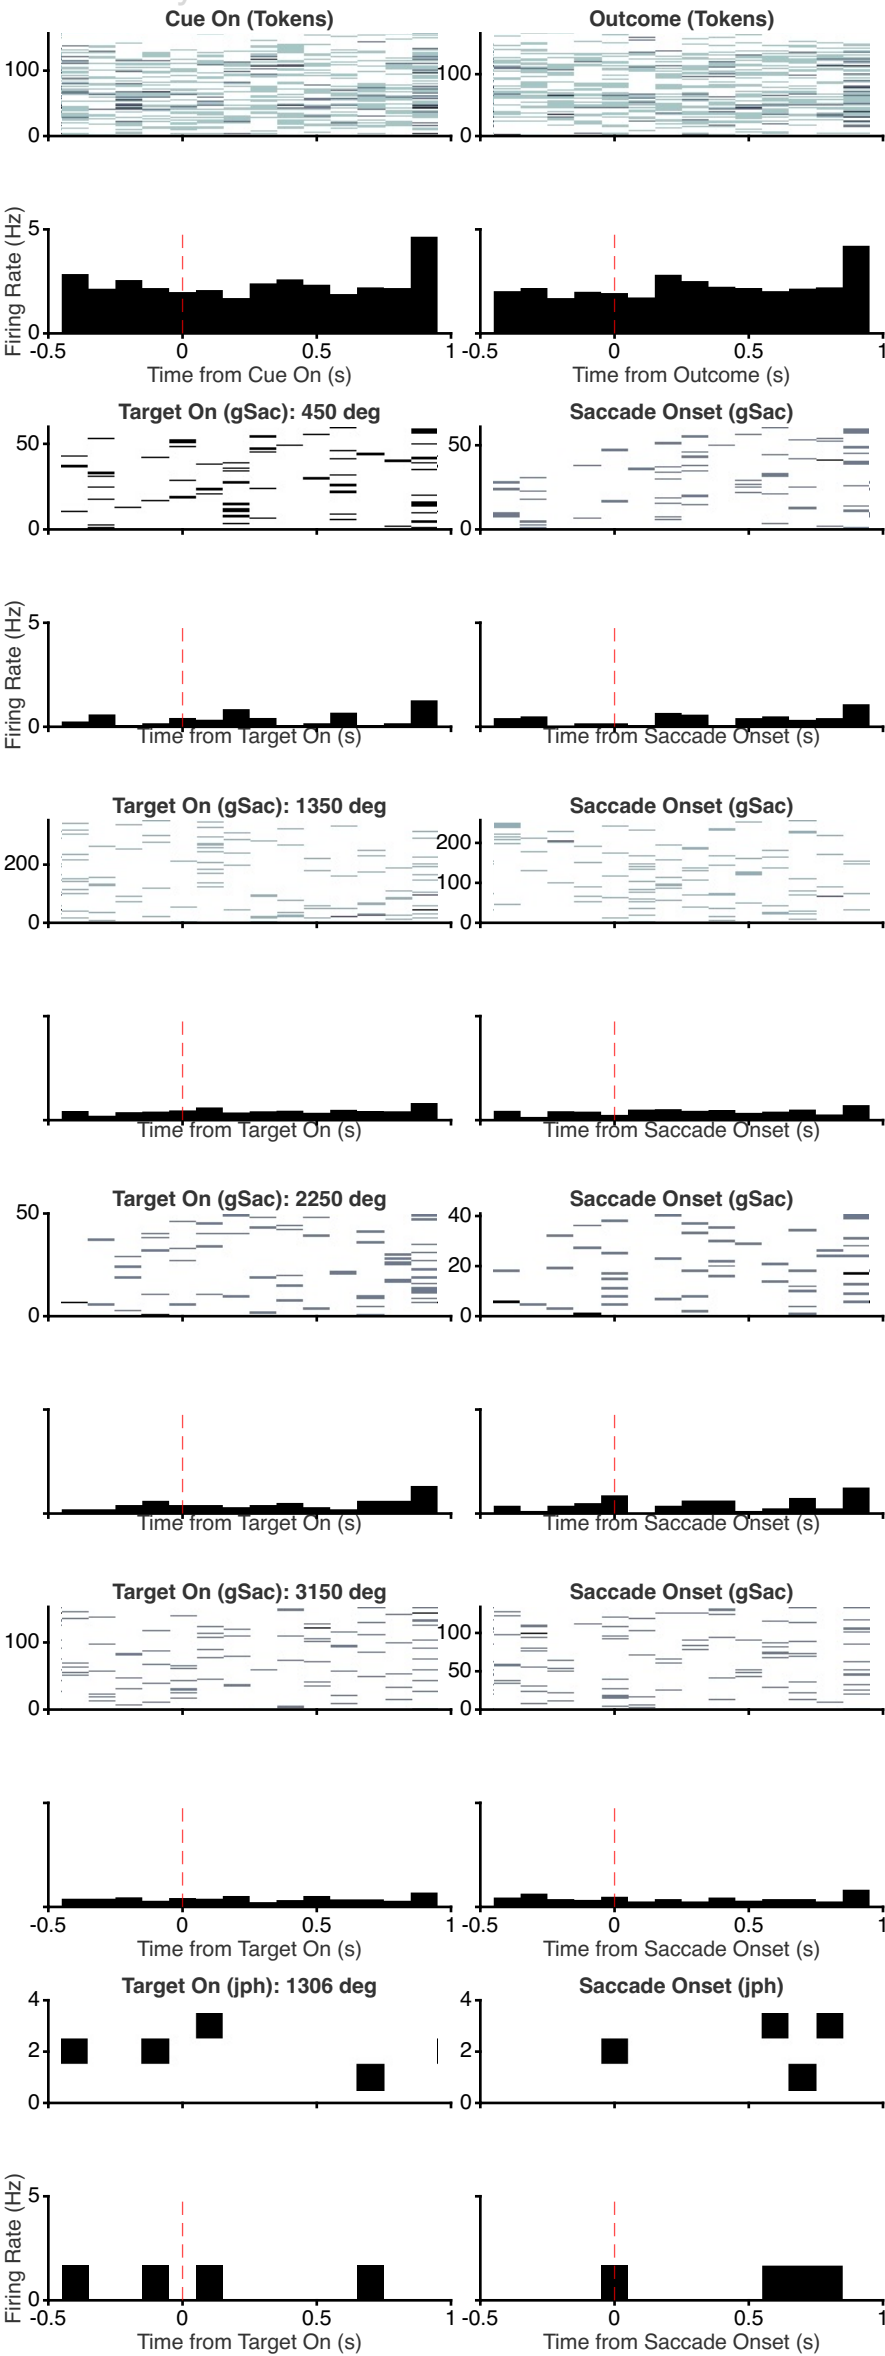 Cue On (Tokens) Outcome (Tokens)
100 100
0 0
5
Firing Rate (Hz)
0
-0.5 0 0.5 1 -0.5 0 0.5 1
Time from Cue On (s) Time from Outcome (s)
Target On (gSac): 450 deg Saccade Onset (gSac)
50 50
0 0
5
Firing Rate (Hz)
0
Time from Target On (s) Time from Saccade Onset (s)
Target On (gSac): 1350 deg Saccade Onset (gSac)
200 200
100
0 0
Time from Target On (s) Time from Saccade Onset (s)
Target On (gSac): 2250 deg Saccade Onset (gSac)
50 40
20
0 0
Time from Target On (s) Time from Saccade Onset (s)
Target On (gSac): 3150 deg Saccade Onset (gSac)
100 100
50
0 0
-0.5 0 0.5 1 -0.5 0 0.5 1
Time from Target On (s) Time from Saccade Onset (s)
Target On (jph): 1306 deg Saccade Onset (jph)
4 4
2 2
0 0
5
Firing Rate (Hz)
0
-0.5 0 0.5 1 -0.5 0 0.5 1
Time from Target On (s) Time from Saccade Onset (s)